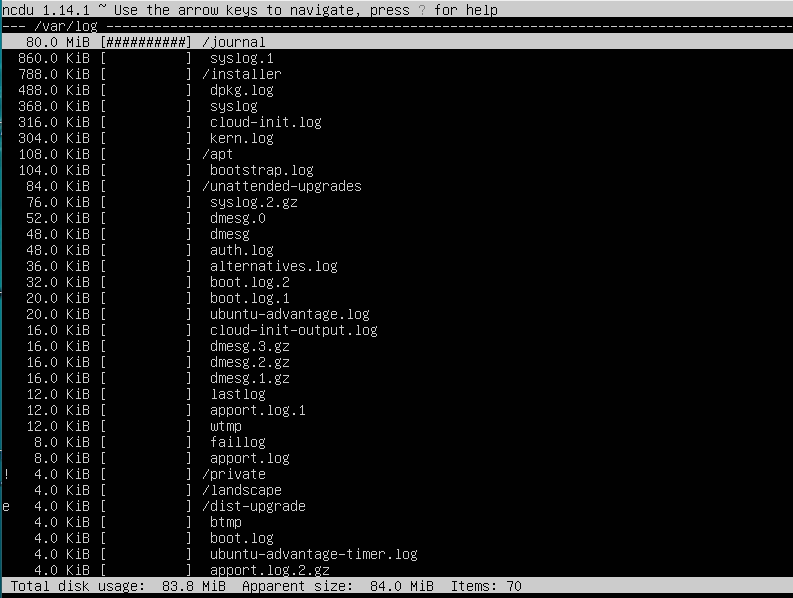 ncdu 1.14.1 ~ Use the arrow keys to navigate, press ? for help
--- /var/log ---------------------------------------------------------------------------------------
   80.0 MiB [##########] /journal
  860.0 KiB [          ]  syslog.1
  788.0 KiB [          ] /installer
  488.0 KiB [          ]  dpkg.log
  368.0 KiB [          ]  syslog
  316.0 KiB [          ]  cloud-init.log
  304.0 KiB [          ]  kern.log
  108.0 KiB [          ] /apt
  104.0 KiB [          ]  bootstrap.log
   84.0 KiB [          ] /unattended-upgrades
   76.0 KiB [          ]  syslog.2.gz
   52.0 KiB [          ]  dmesg.0
   48.0 KiB [          ]  dmesg
   48.0 KiB [          ]  auth.log
   36.0 KiB [          ]  alternatives.log
   32.0 KiB [          ]  boot.log.2
   20.0 KiB [          ]  boot.log.1
   20.0 KiB [          ]  ubuntu-advantage.log
   16.0 KiB [          ]  cloud-init-output.log
   16.0 KiB [          ]  dmesg.3.gz
   16.0 KiB [          ]  dmesg.2.gz
   16.0 KiB [          ]  dmesg.1.gz
   12.0 KiB [          ]  lastlog
   12.0 KiB [          ]  apport.log.1
   12.0 KiB [          ]  wtmp
    8.0 KiB [          ]  faillog
    8.0 KiB [          ]  apport.log
!   4.0 KiB [          ] /private
    4.0 KiB [          ] /landscape
e   4.0 KiB [          ] /dist-upgrade
    4.0 KiB [          ]  btmp
    4.0 KiB [          ]  boot.log
    4.0 KiB [          ]  ubuntu-advantage-timer.log
    4.0 KiB [          ]  apport.log.2.gz
 Total disk usage:  83.8 MiB  Apparent size:  84.0 MiB  Items: 70